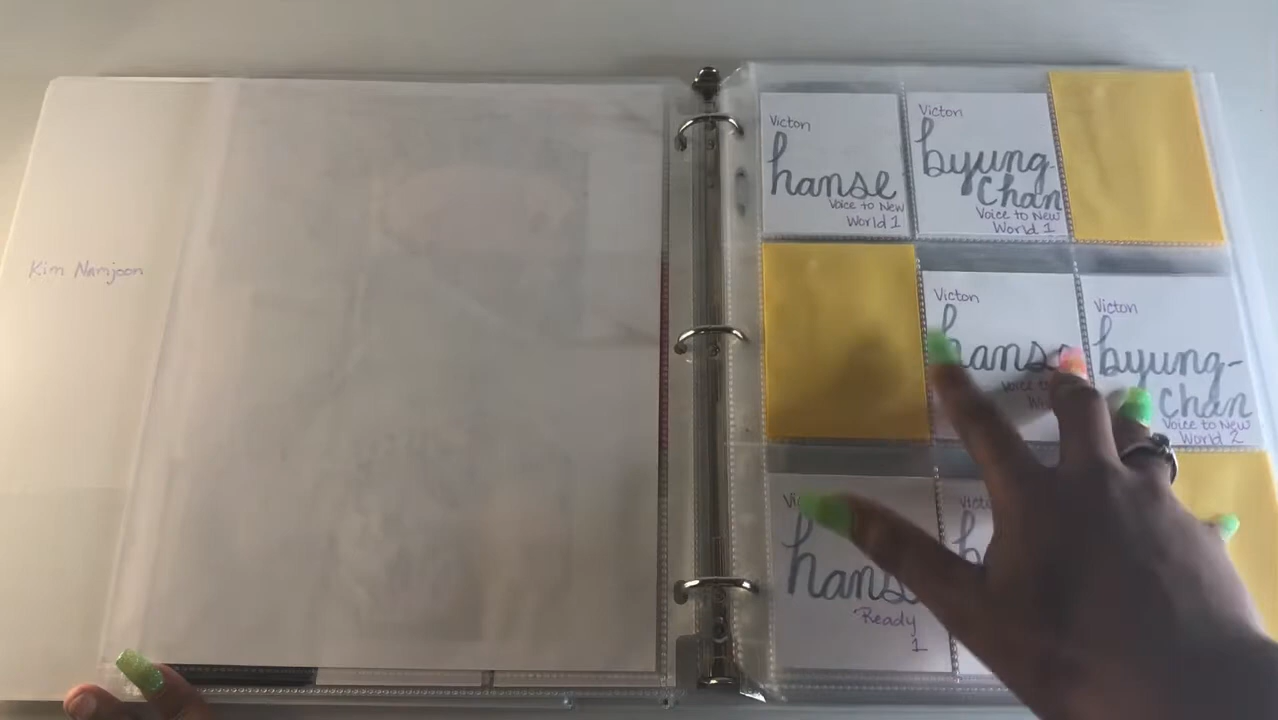 Kim Namjoon
Victon
hanse
Voice to New
World 1
Victon
byung-
Chan
Voice to New
World 1
Victon
hanse
Victon
byung-
Chan
Voice to New
World 2
hanse
Ready
1